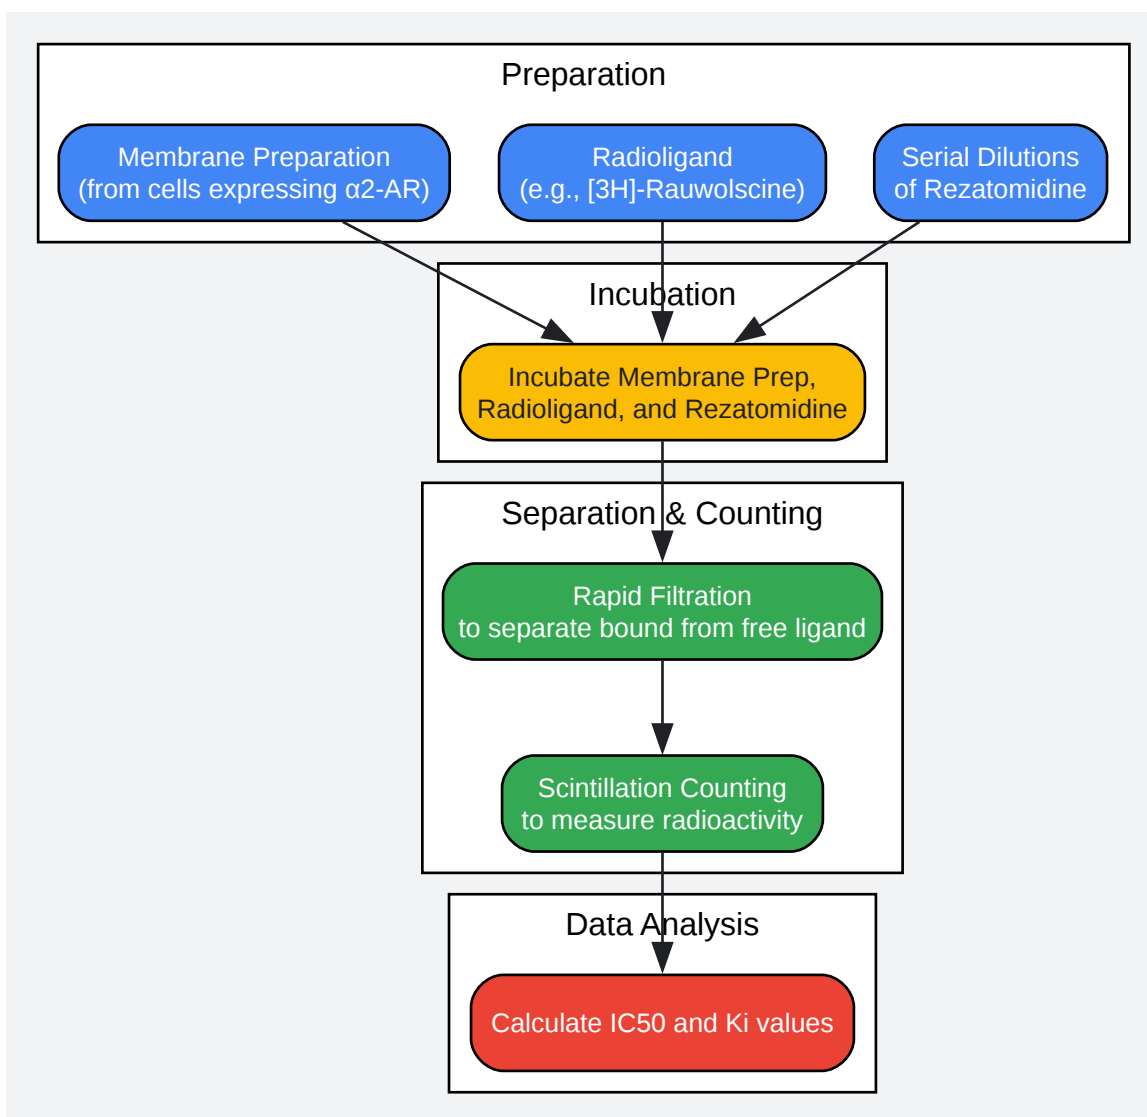 Preparation
Membrane Preparation
(from cells expressing α2-AR)
Radioligand
(e.g., [3H]-Rauwolscine)
Serial Dilutions
of Rezatomidine
Incubation
Incubate Membrane Prep,
Radioligand, and Rezatomidine
Separation & Counting
Rapid Filtration
to separate bound from free ligand
Scintillation Counting
to measure radioactivity
Data Analysis
Calculate IC50 and Ki values